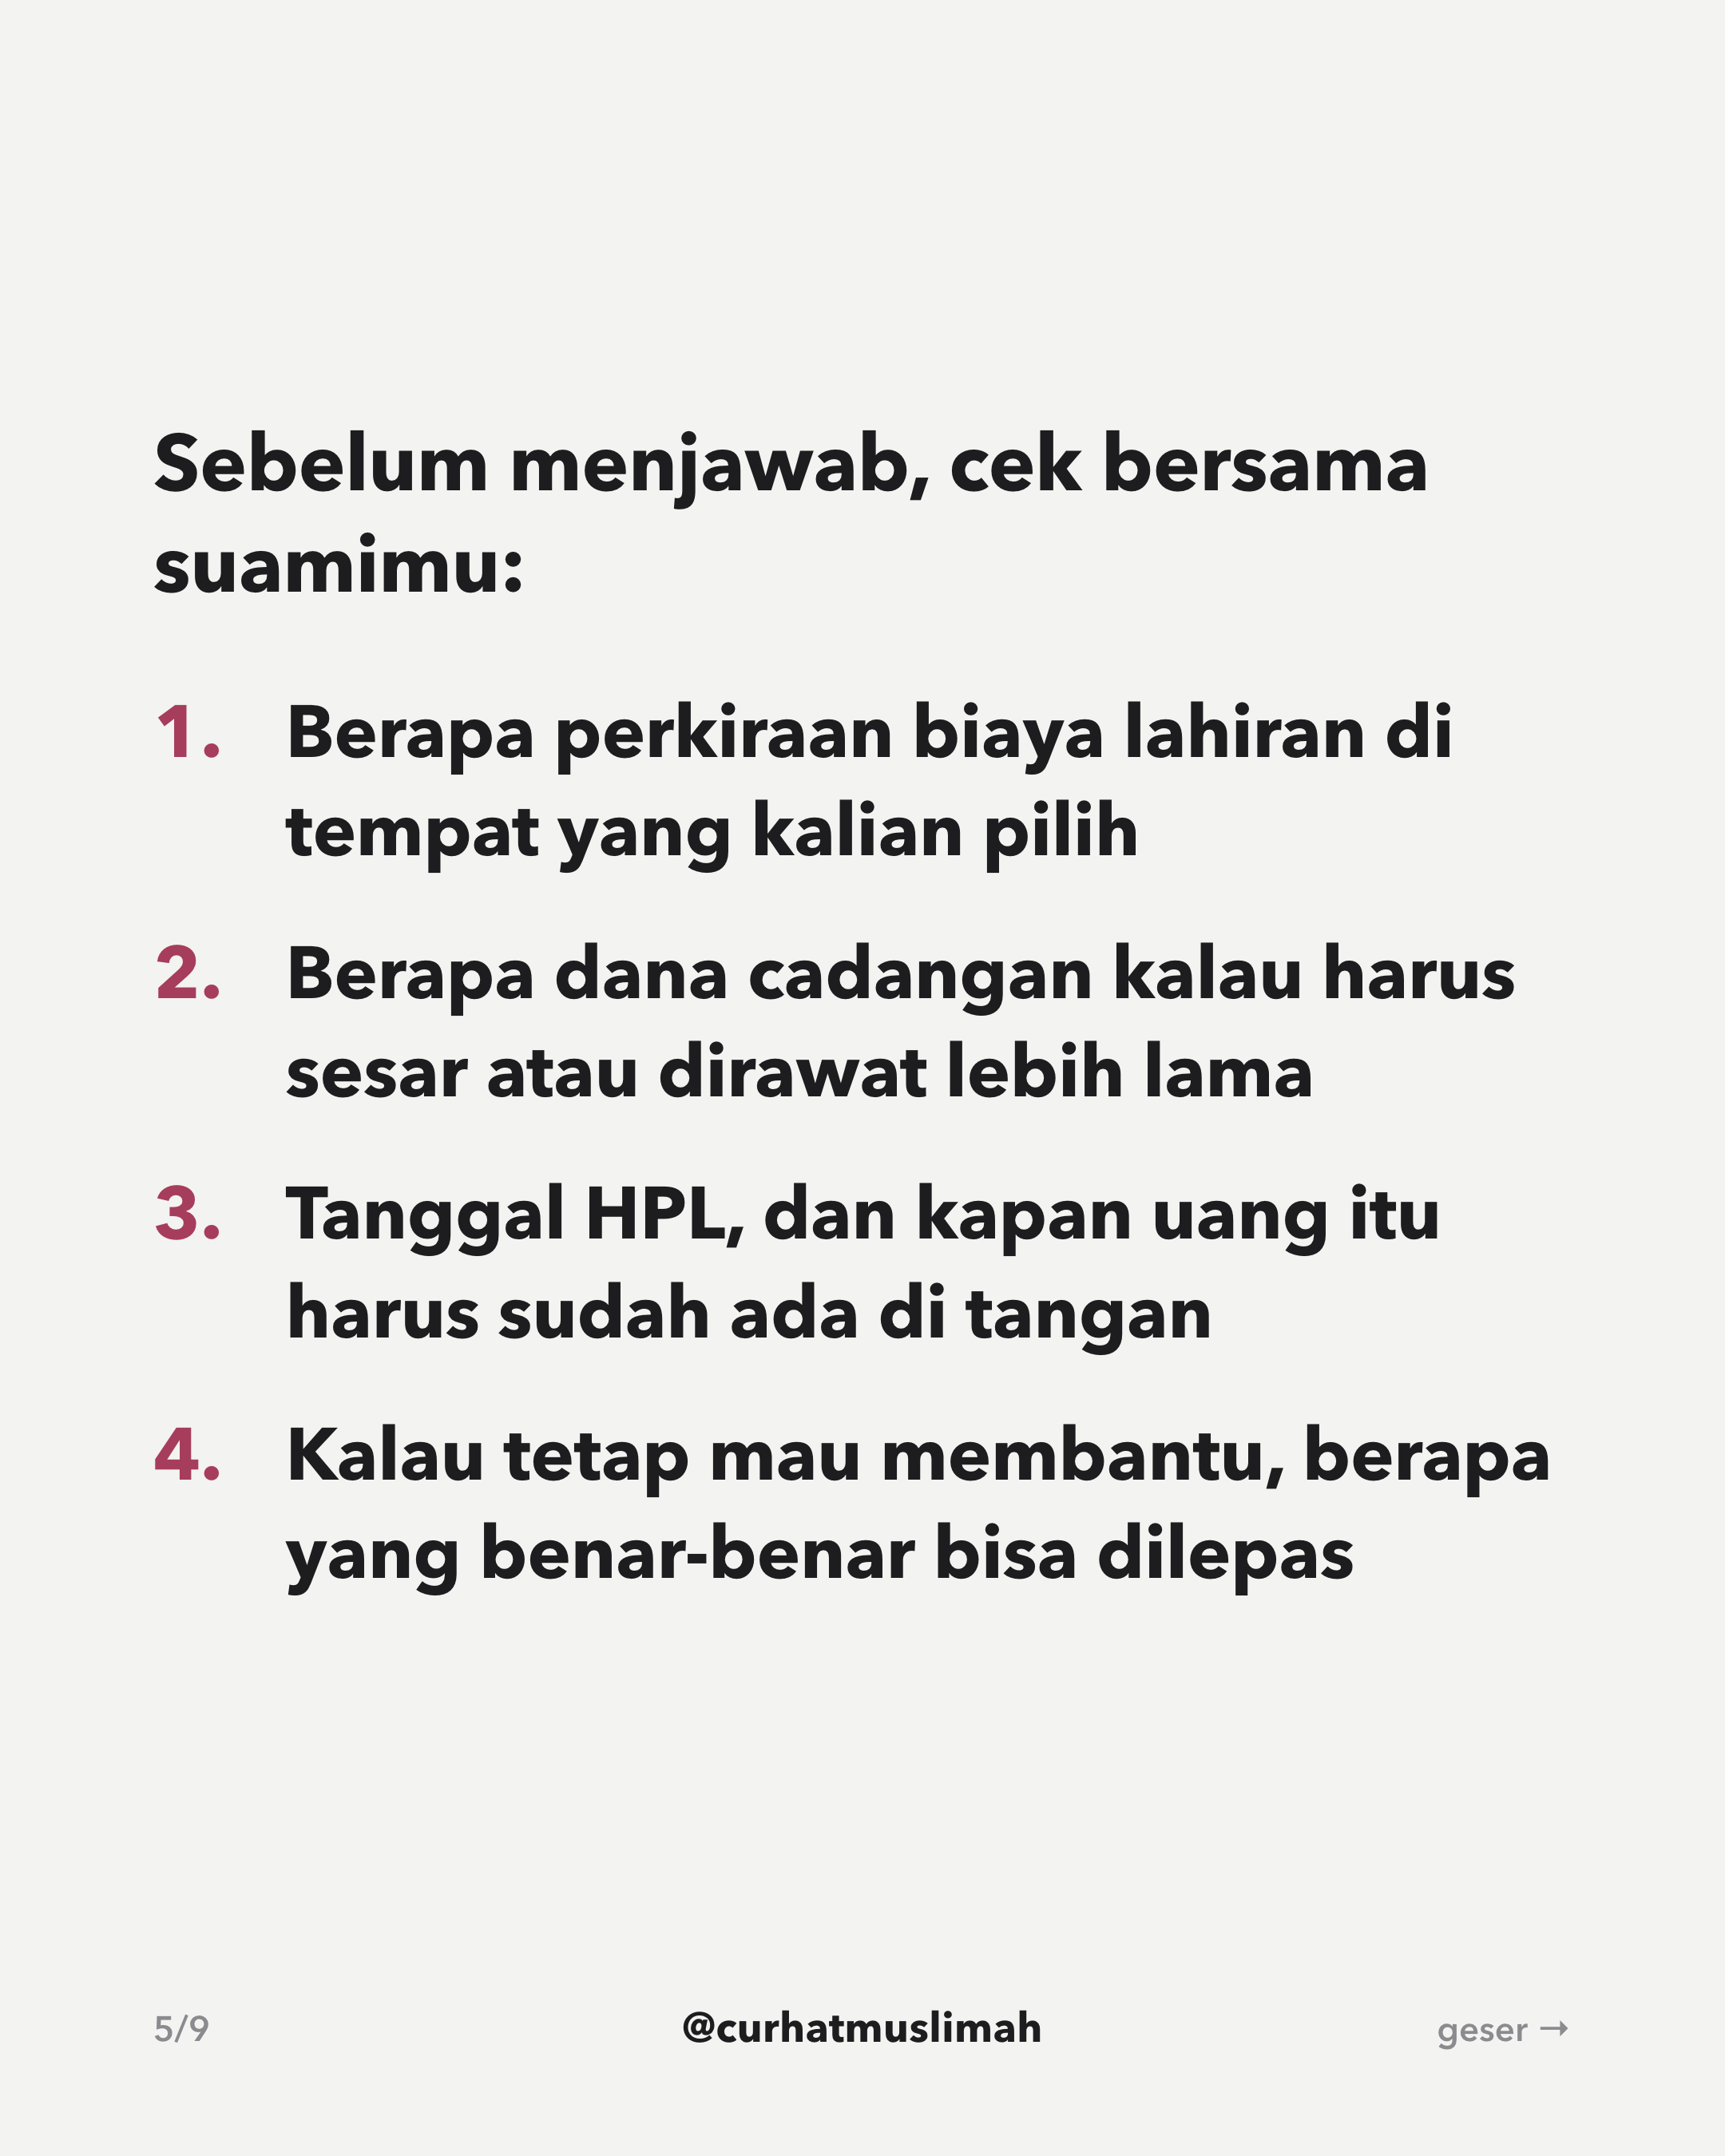 Sebelum menjawab, cek bersama
suamimu:
1. Berapa perkiraan biaya lahiran di
tempat yang kalian pilih
2. Berapa dana cadangan kalau harus
sesar atau dirawat lebih lama
3. Tanggal HPL, dan kapan uang itu
harus sudah ada di tangan
4. Kalau tetap mau membantu, berapa
yang benar-benar bisa dilepas
5/9 @curhatmuslimah geser →